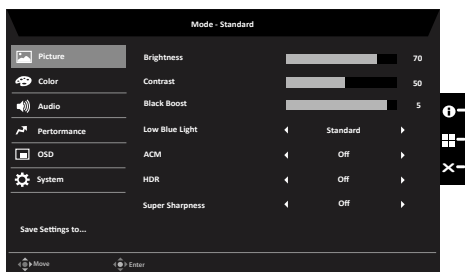 Mode - Standard
Picture
Brightness 70
Color
Contrast 50
Audio
Black Boost 5
Pertormance
Low Blue Light Standard
OSD
ACM Off
System
HDR Off
Super Sharpness Off
Save Settings to...
Move Enter